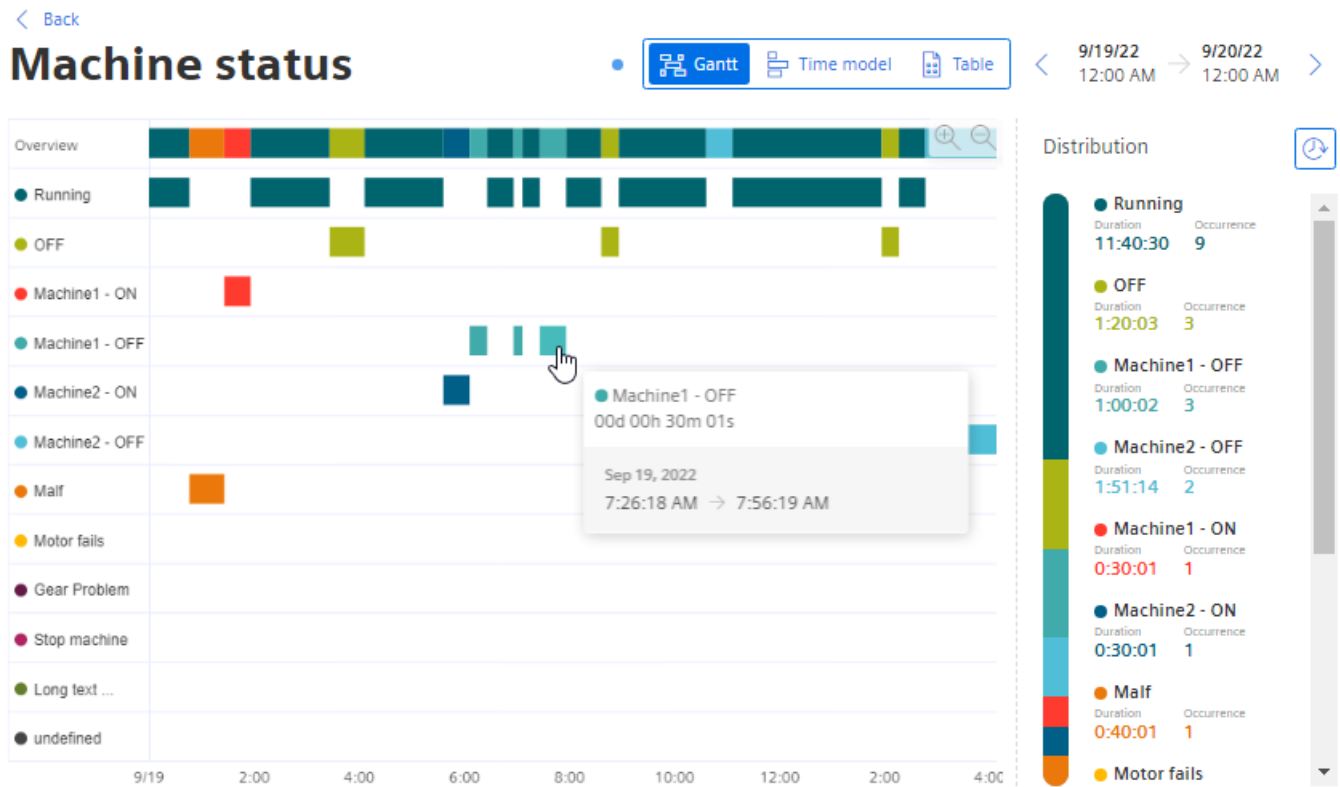 Back
Machine status
Gantt
Time model
Table
9/19/22
12:00 AM
9/20/22
12:00 AM
Overview
Running
OFF
Machine1 - ON
Machine1 - OFF
Machine2 - ON
Machine2 - OFF
Malf
Motor fails
Gear Problem
Stop machine
Long text ...
undefined
9/19 2:00 4:00 6:00 8:00 10:00 12:00 2:00 4:00
Machine1 - OFF
00d 00h 30m 01s
Sep 19, 2022
7:26:18 AM → 7:56:19 AM
Distribution
Running
Duration Occurrence
11:40:30 9
OFF
Duration Occurrence
1:20:03 3
Machine1 - OFF
Duration Occurrence
1:00:02 3
Machine2 - OFF
Duration Occurrence
1:51:14 2
Machine1 - ON
Duration Occurrence
0:30:01 1
Machine2 - ON
Duration Occurrence
0:30:01 1
Malf
Duration Occurrence
0:40:01 1
Motor fails